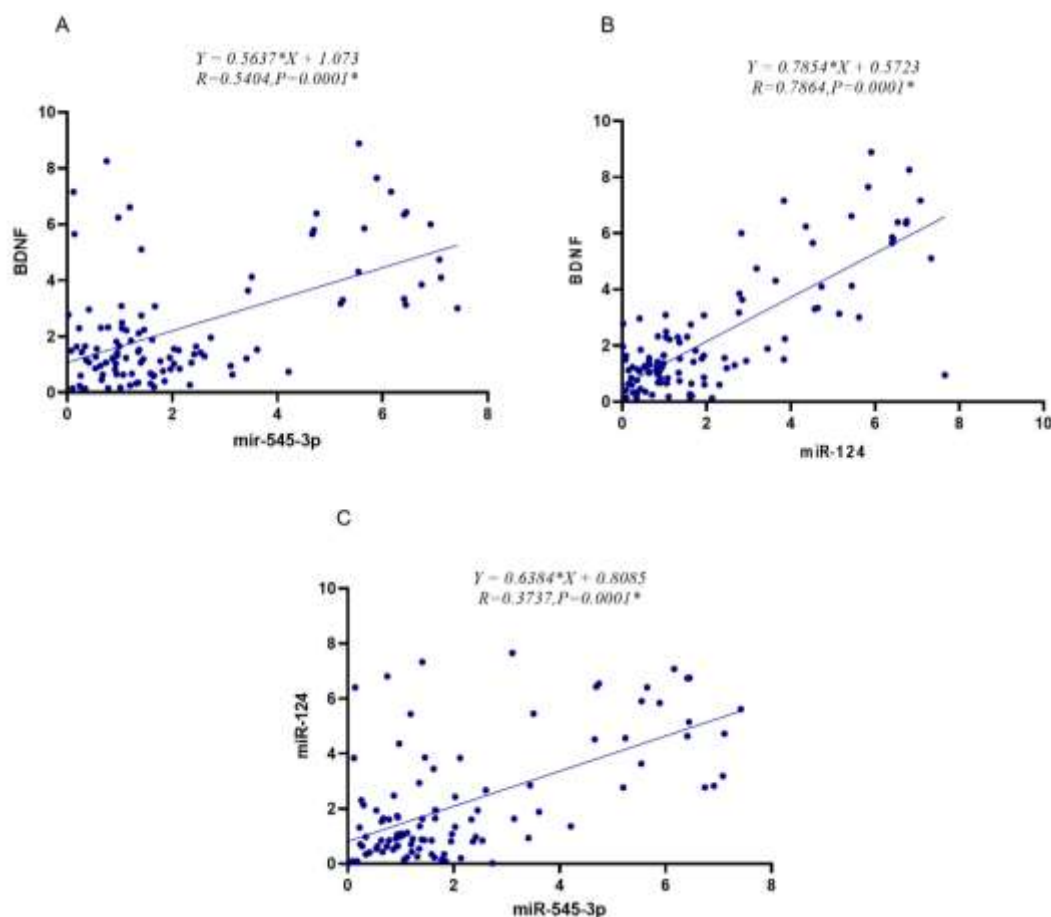 A
Y = 0.5637*X + 1.073
R=0.5404,P=0.0001*
10
8
6
4
2
0
BDNF
0 2 4 6 8
mir-545-3p
B
Y = 0.7854*X + 0.5723
R=0.7864,P=0.0001*
10
8
6
4
2
0
BDNF
0 2 4 6 8 10
miR-124
C
Y = 0.6384*X + 0.8085
R=0.3737,P=0.0001*
10
8
6
4
2
0
miR-124
0 2 4 6 8
miR-545-3p